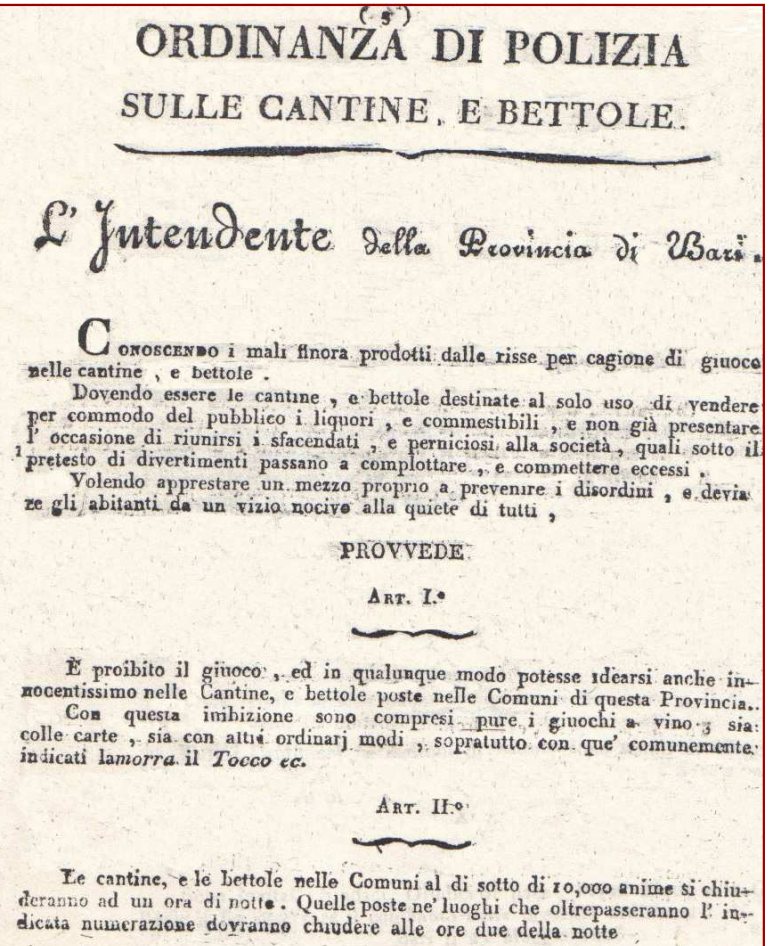 (5)
ORDINANZA DI POLIZIA
SULLE CANTINE, E BETTOLE.
L' Intendente della Provincia di Bari.
CONOSCENDO i mali finora prodotti dalle risse per cagione di giuoco
nelle cantine , e bettole .
Dovendo essere le cantine , e bettole destinate al solo uso di vendere
per commodo del pubblico i liquori , e commestibili , e non già presentare
l' occasione di riunirsi i sfacendati , e perniciosi alla società , quali sotto il
pretesto di divertimenti passano a complottare , e commettere eccessi .
Volendo apprestare un mezzo proprio a prevenire i disordini , e devia
re gli abitanti da un vizio nocivo alla quiete di tutti ,
PROVVEDE
ART. I.°
È proibito il giuoco , ed in qualunque modo potesse idearsi anche in-
nocentissimo nelle Cantine, e bettole poste nelle Comuni di questa Provincia..
Con questa inibizione sono compresi pure i giuochi a vino ; sia
colle carte , sia con altri ordinarj modi , sopratutto con que' comunemente
indicati lamorra il Tocco ec.
ART. II.°
Le cantine, e le bettole nelle Comuni al di sotto di 10,000 anime si chiu-
deranno ad un ora di notte . Quelle poste ne' luoghi che oltrepasseranno l' in-
dicata numerazione dovranno chiudere alle ore due della notte